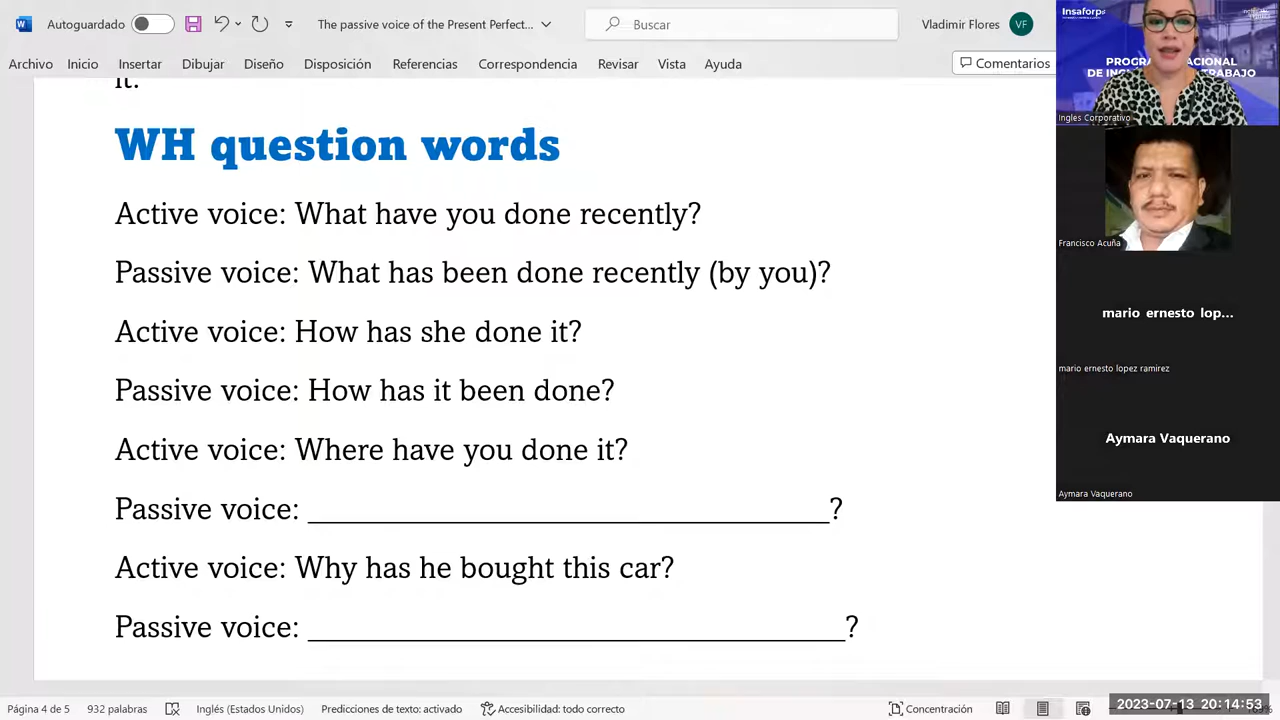 Autoguardado
The passive voice of the Present Perfect...
Buscar
Vladimir Flores
VF
Archivo
Inicio
Insertar
Dibujar
Diseño
Disposición
Referencias
Correspondencia
Revisar
Vista
Ayuda
Comentarios
it.
WH question words
Active voice: What have you done recently?
Passive voice: What has been done recently (by you)?
Active voice: How has she done it?
Passive voice: How has it been done?
Active voice: Where have you done it?
Passive voice: ________________________________?
Active voice: Why has he bought this car?
Passive voice: _________________________________?
Insaforp
Ingles Corporativo
Francisco Acuña
mario ernesto lop...
mario ernesto lopez ramirez
Aymara Vaquerano
Aymara Vaquerano
Página 4 de 5
932 palabras
Inglés (Estados Unidos)
Predicciones de texto: activado
Accesibilidad: todo correcto
Concentración
2023-07-13 20:14:53